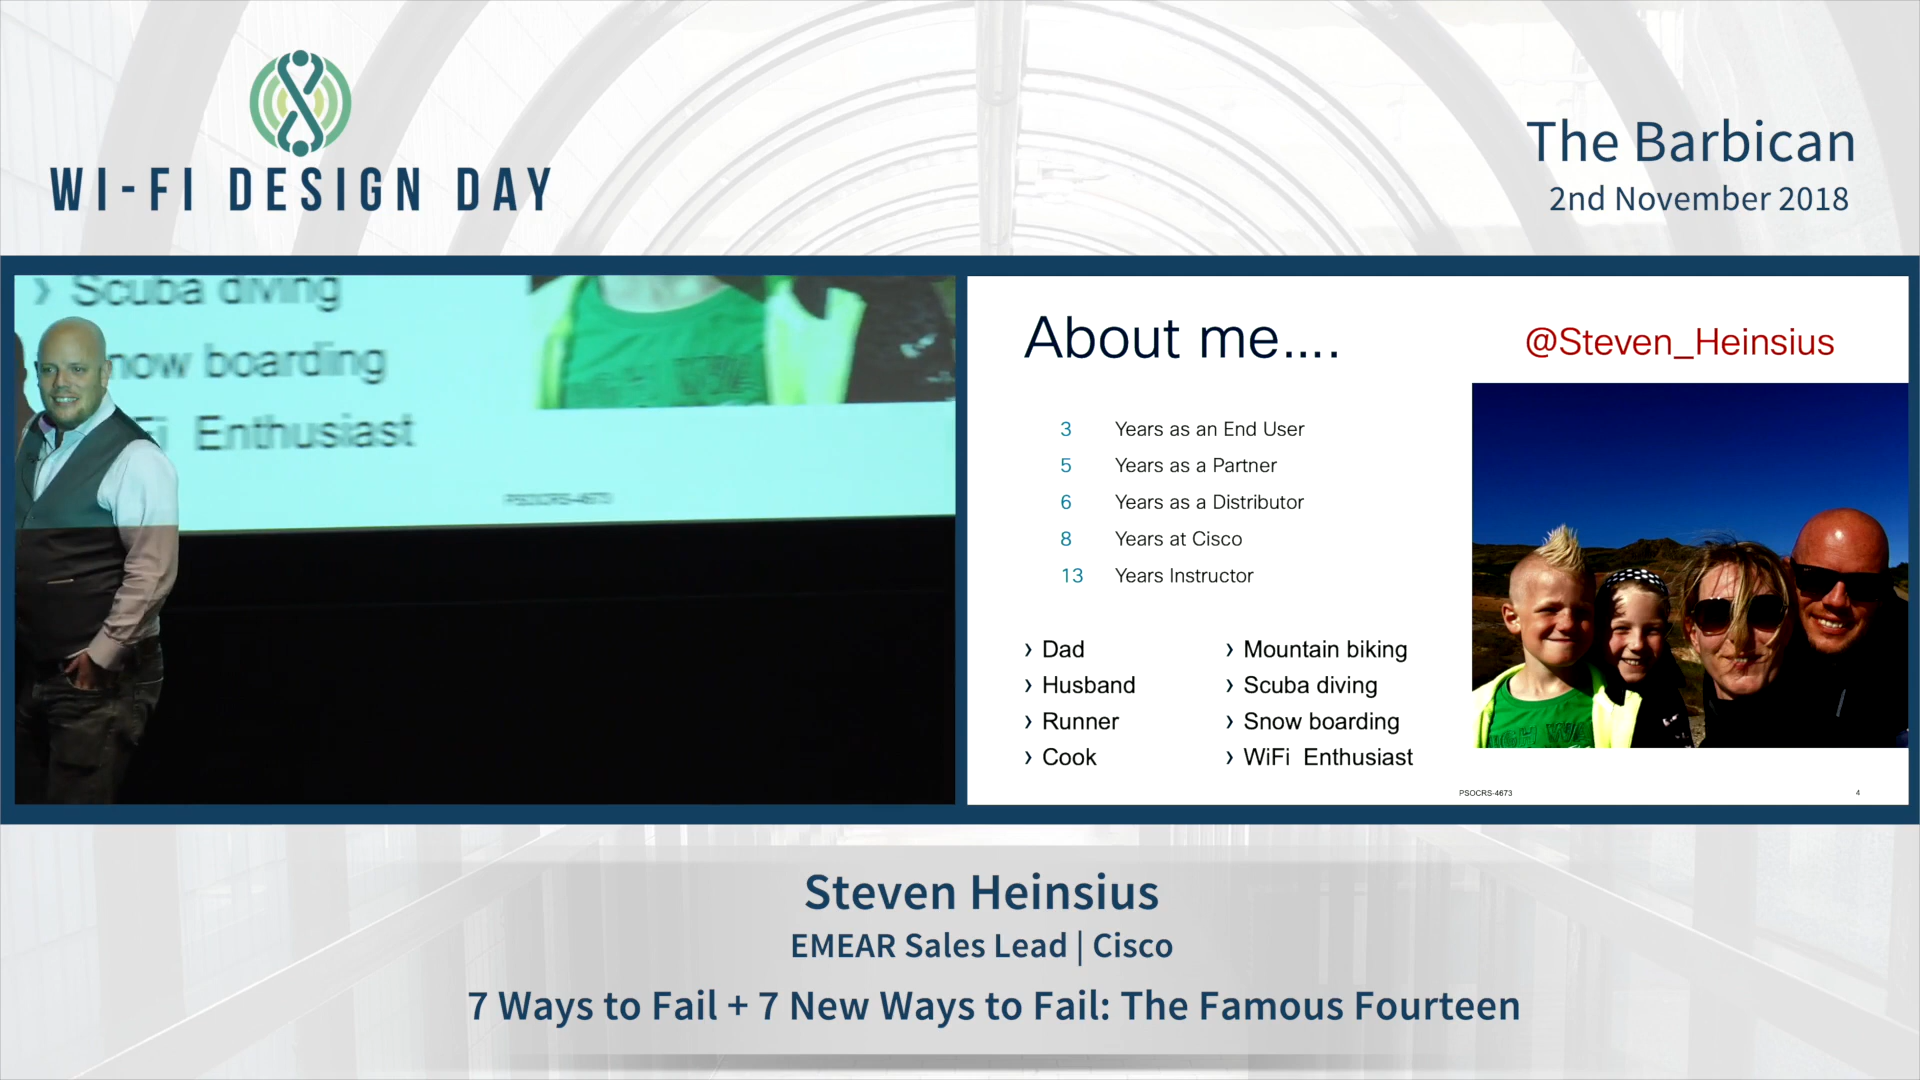 WI-FI DESIGN DAY
The Barbican
2nd November 2018
› Scuba diving
now boarding
Fi Enthusiast
PSOCRS-4673
About me....
@Steven_Heinsius
3 Years as an End User
5 Years as a Partner
6 Years as a Distributor
8 Years at Cisco
13 Years Instructor
› Dad
› Husband
› Runner
› Cook
› Mountain biking
› Scuba diving
› Snow boarding
› WiFi Enthusiast
PSOCRS-4673
4
Steven Heinsius
EMEAR Sales Lead | Cisco
7 Ways to Fail + 7 New Ways to Fail: The Famous Fourteen